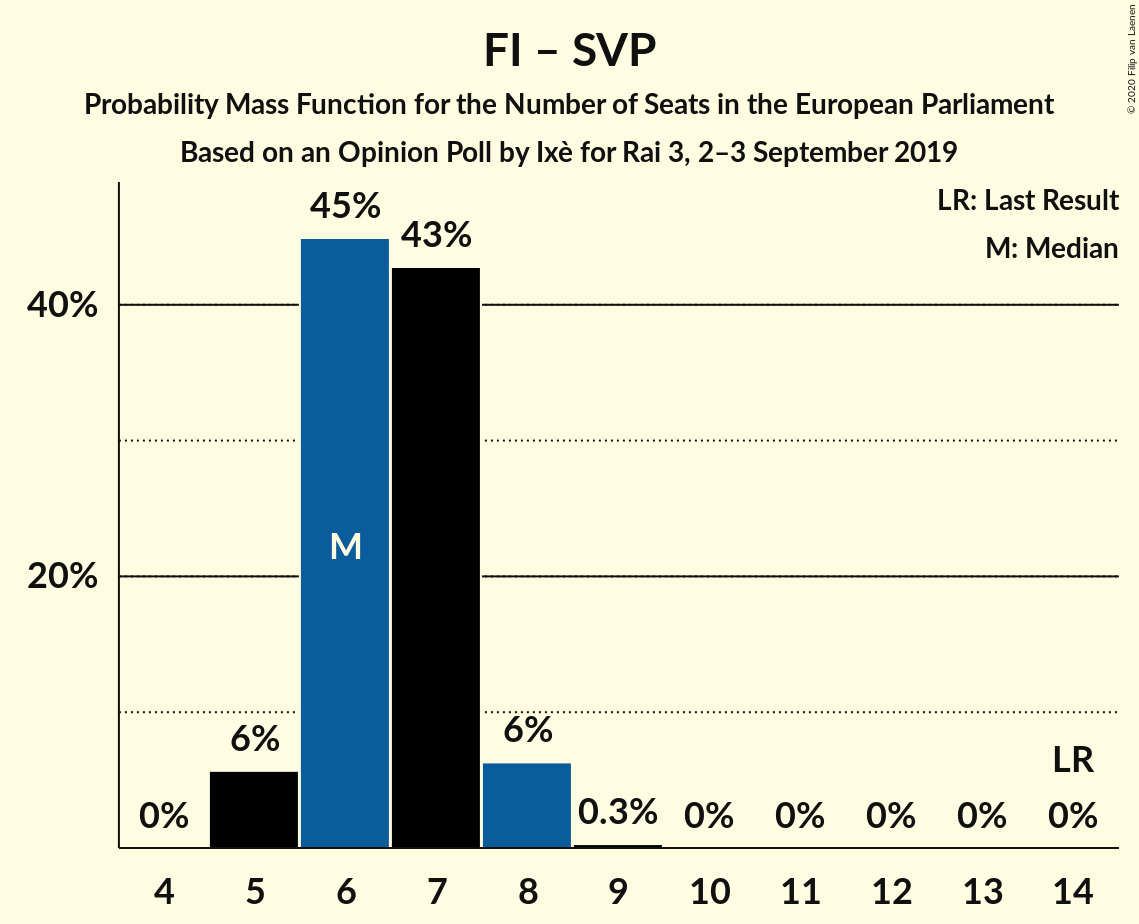 FI – SVP
Probability Mass Function for the Number of Seats in the European Parliament
Based on an Opinion Poll by Ixè for Rai 3, 2–3 September 2019
© 2020 Filip van Laenen
LR: Last Result
M: Median
40%
20%
0%
6%
45%
43%
6%
0.3%
0%
0%
0%
0%
0%
M
LR
4 5 6 7 8 9 10 11 12 13 14